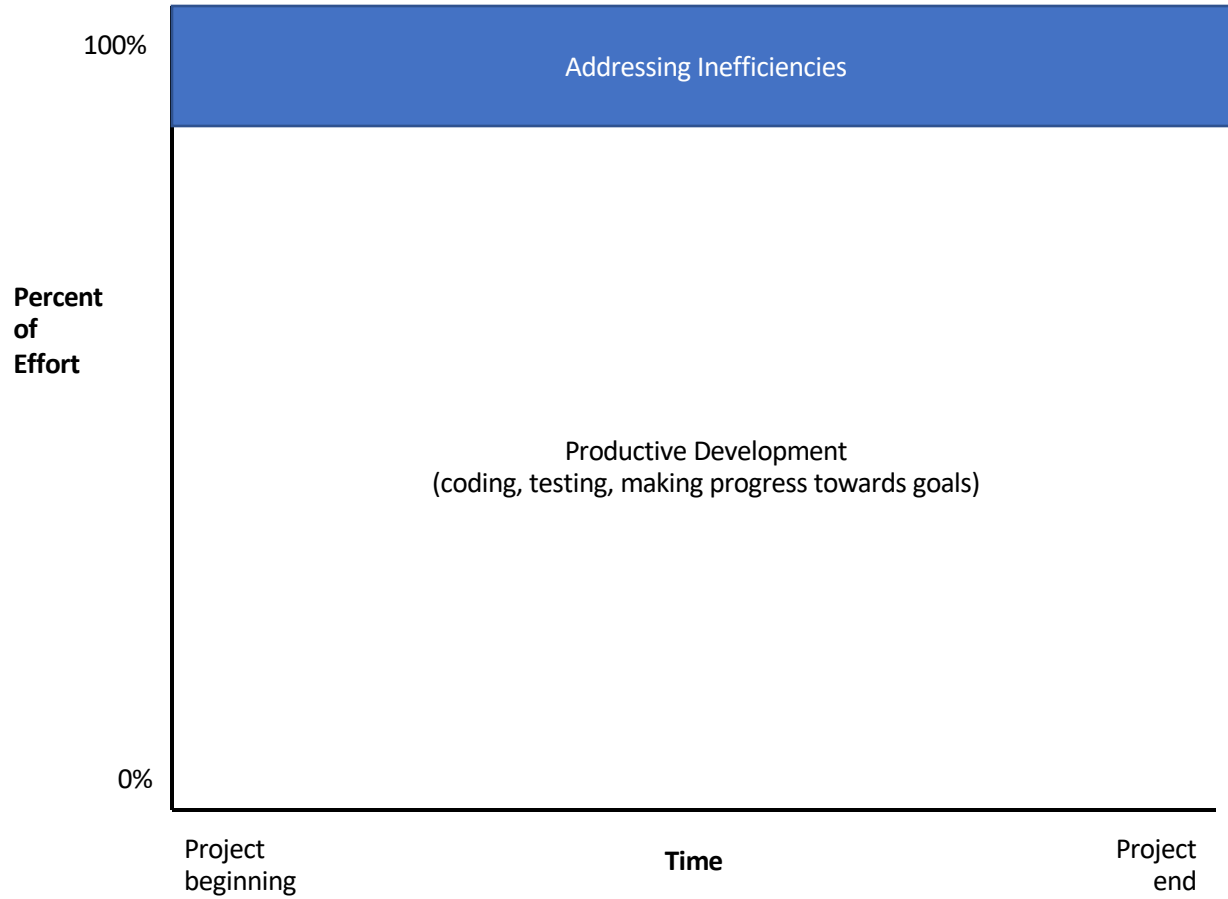 100%
Addressing Inefficiencies
Percent
of
Effort
Productive Development
(coding, testing, making progress towards goals)
0%
Project
beginning
Time
Project
end